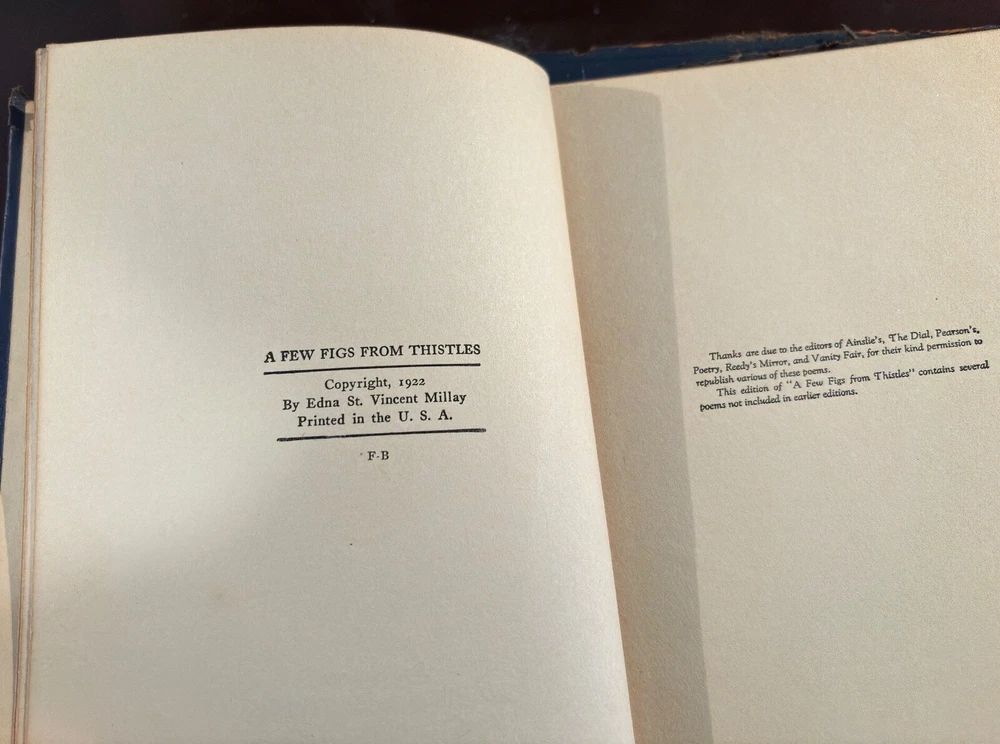 A FEW FIGS FROM THISTLES
Copyright, 1922
By Edna St. Vincent Millay
Printed in the U. S. A.
F-B
Thanks are due to the editors of Ainslie's, The Dial, Pearson's,
Poetry, Reedy's Mirror, and Vanity Fair, for their kind permission to
republish various of these poems.
This edition of "A Few Figs from Thistles" contains several
poems not included in earlier editions.